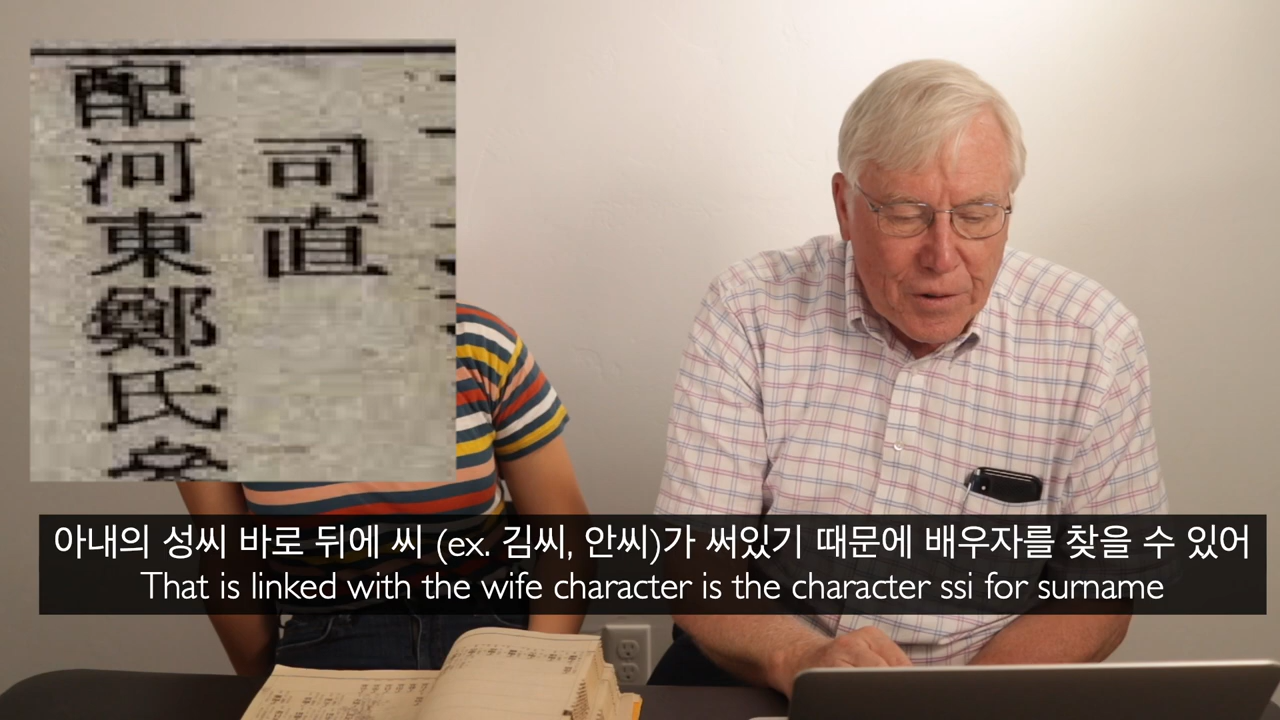 司直
配河東鄭氏
아내의 성씨 바로 뒤에 씨 (ex. 김씨, 안씨)가 써있기 때문에 배우자를 찾을 수 있어
That is linked with the wife character is the character ssi for surname